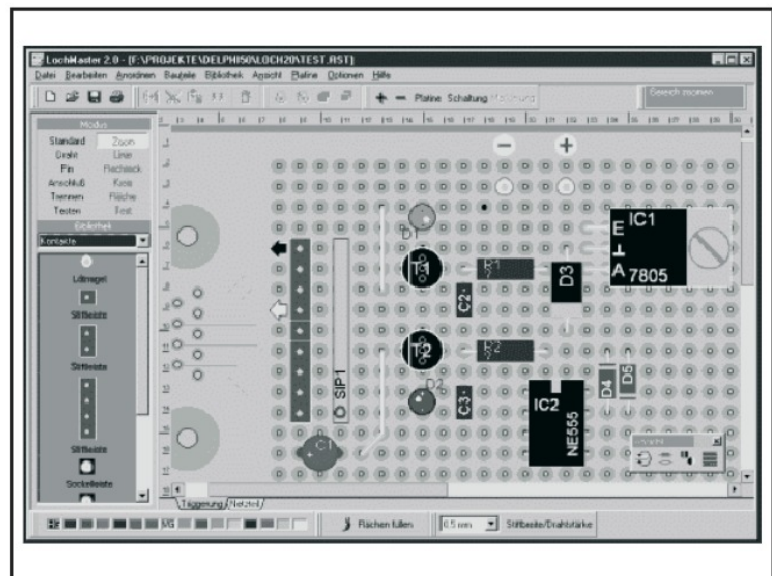 LochMaster 2.0 - [F:\PROJEKTE\DELPHI50\LOCH20\TEST.RST]
Datei Bearbeiten Anordnen Bauteile Bibliothek Ansicht Platine Optionen Hilfe
Platine Schaltung
Bereich zoomen
Modus
Standard Zoom
Draht Linie
Pin Rechteck
Anschluß Kreis
Trennen Fläche
Testen Text
Bibliothek
Kontakte
Lötnagel
Stiftleiste
Stiftleiste
Stiftleiste
Sockelleiste
- +
D1
T1
R1
C2
D3
E
⊥
A
IC1
7805
T2
R2
D2
C3
SIP1
C1
IC2
NE555
D4
D5
Triggerung Netzteil
Flächen füllen
0.5 mm
Stiftbreite/Drahtstärke